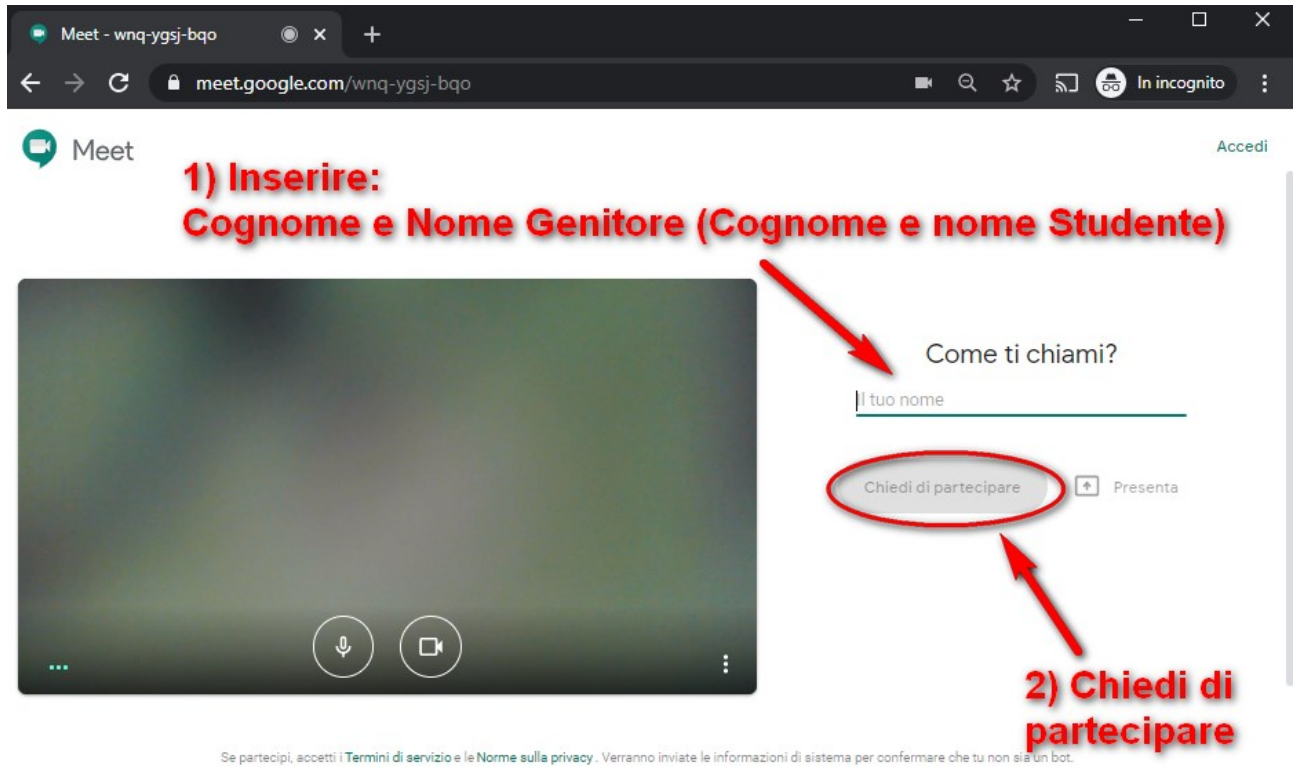 Meet - wnq-ygsj-bqo
meet.google.com/wnq-ygsj-bqo
In incognito
Meet
Accedi
1) Inserire:
Cognome e Nome Genitore (Cognome e nome Studente)
Come ti chiami?
Il tuo nome
Chiedi di partecipare
Presenta
2) Chiedi di
partecipare
Se partecipi, accetti i Termini di servizio e le Norme sulla privacy. Verranno inviate le informazioni di sistema per confermare che tu non sia un bot.